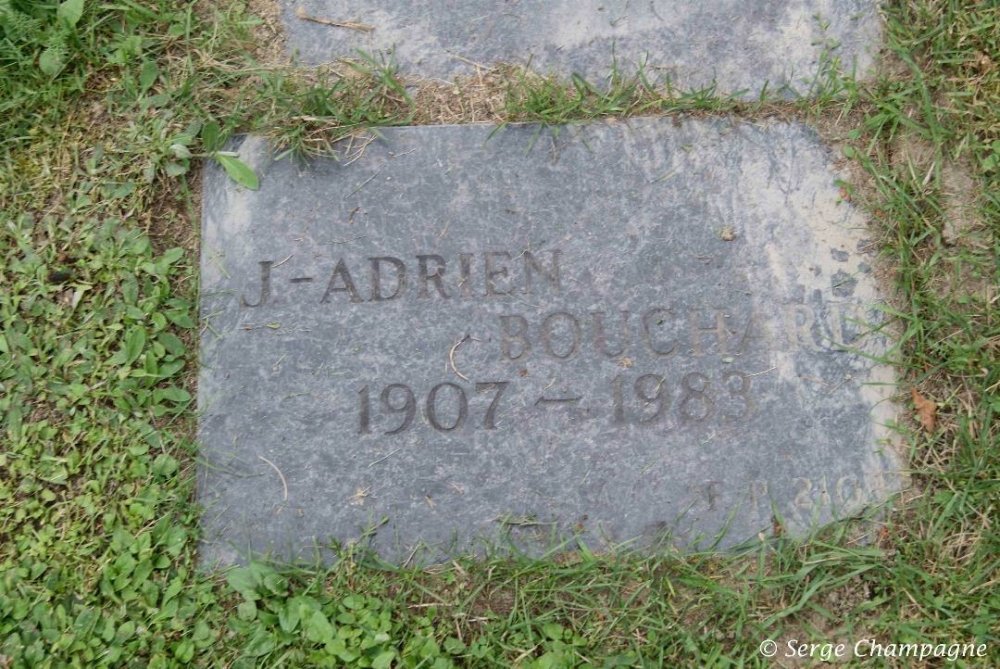 J.-ADRIEN
BOUCHARD
1907 - 1983
© Serge Champagne